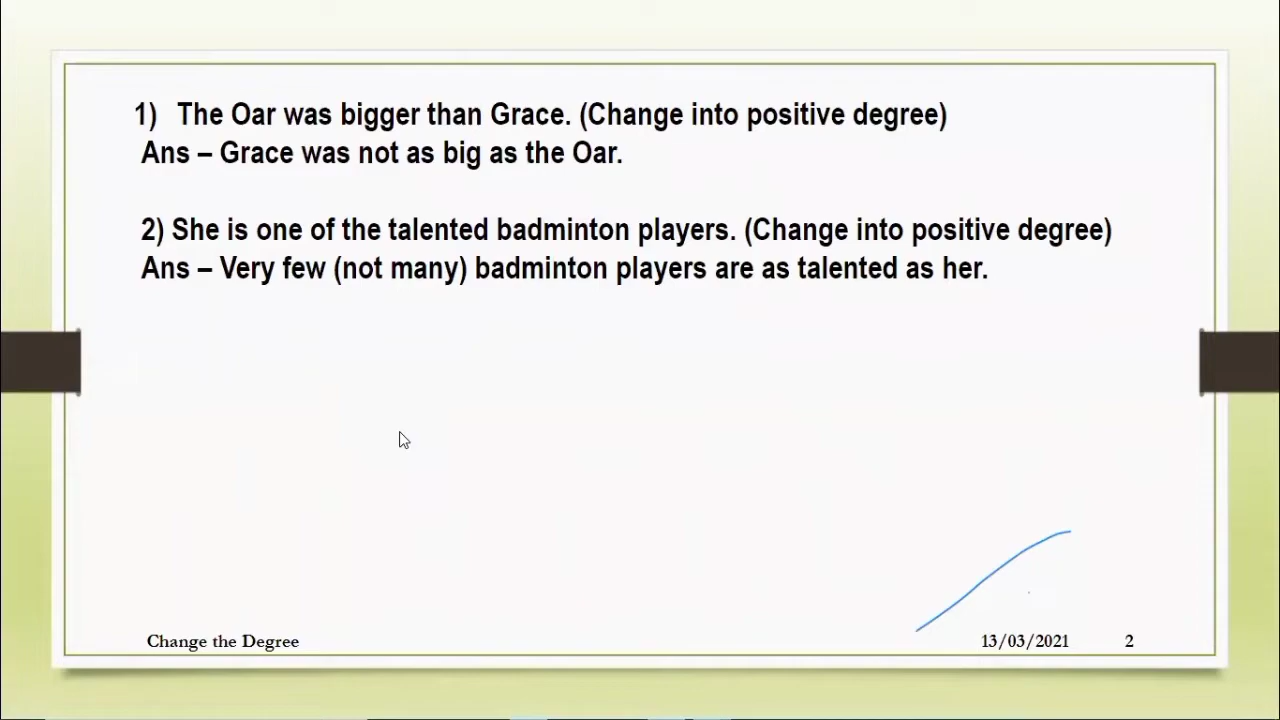 1) The Oar was bigger than Grace. (Change into positive degree)
Ans – Grace was not as big as the Oar.
2) She is one of the talented badminton players. (Change into positive degree)
Ans – Very few (not many) badminton players are as talented as her.
Change the Degree
13/03/2021
2